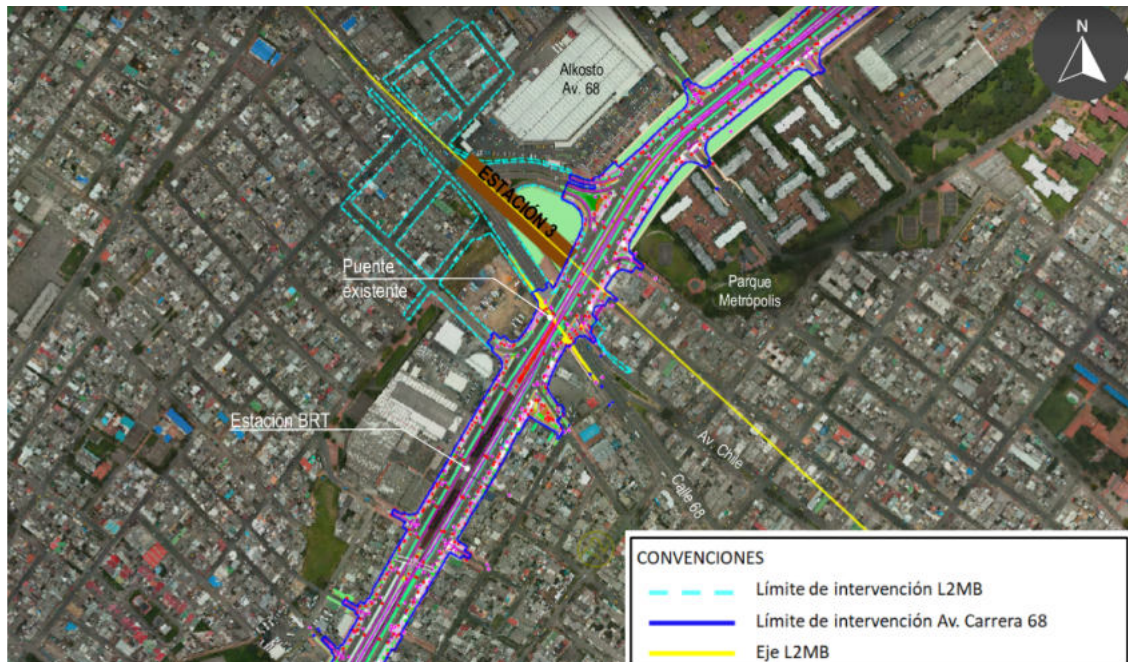 N
Alkosto
Av. 68
ESTACIÓN 3
Puente
existente
Parque
Metrópolis
Estación BRT
Av. Chile
Calle 68
CONVENCIONES
Límite de intervención L2MB
Límite de intervención Av. Carrera 68
Eje L2MB